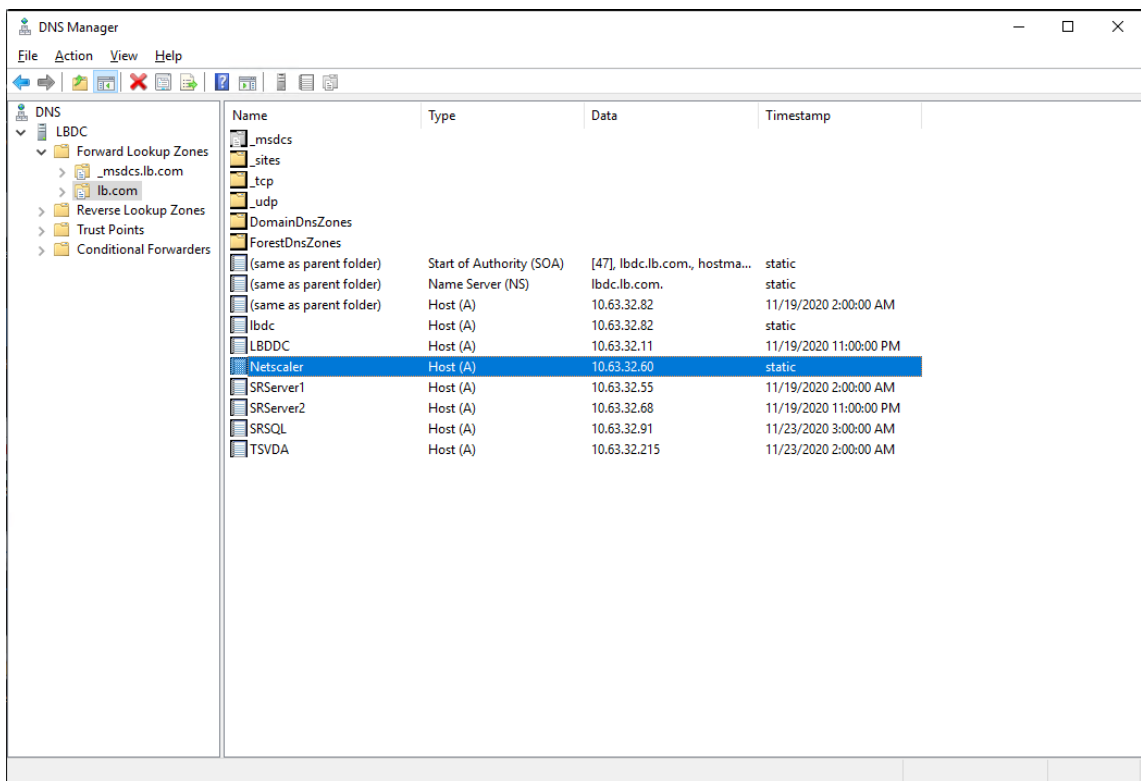 DNS Manager
File Action View Help
DNS
LBDC
Forward Lookup Zones
_msdcs.lb.com
lb.com
Reverse Lookup Zones
Trust Points
Conditional Forwarders
Name Type Data Timestamp
_msdcs
_sites
_tcp
_udp
DomainDnsZones
ForestDnsZones
(same as parent folder) Start of Authority (SOA) [47], lbdc.lb.com., hostma... static
(same as parent folder) Name Server (NS) lbdc.lb.com. static
(same as parent folder) Host (A) 10.63.32.82 11/19/2020 2:00:00 AM
lbdc Host (A) 10.63.32.82 static
LBDDC Host (A) 10.63.32.11 11/19/2020 11:00:00 PM
Netscaler Host (A) 10.63.32.60 static
SRServer1 Host (A) 10.63.32.55 11/19/2020 2:00:00 AM
SRServer2 Host (A) 10.63.32.68 11/19/2020 11:00:00 PM
SRSQL Host (A) 10.63.32.91 11/23/2020 3:00:00 AM
TSVDA Host (A) 10.63.32.215 11/23/2020 2:00:00 AM